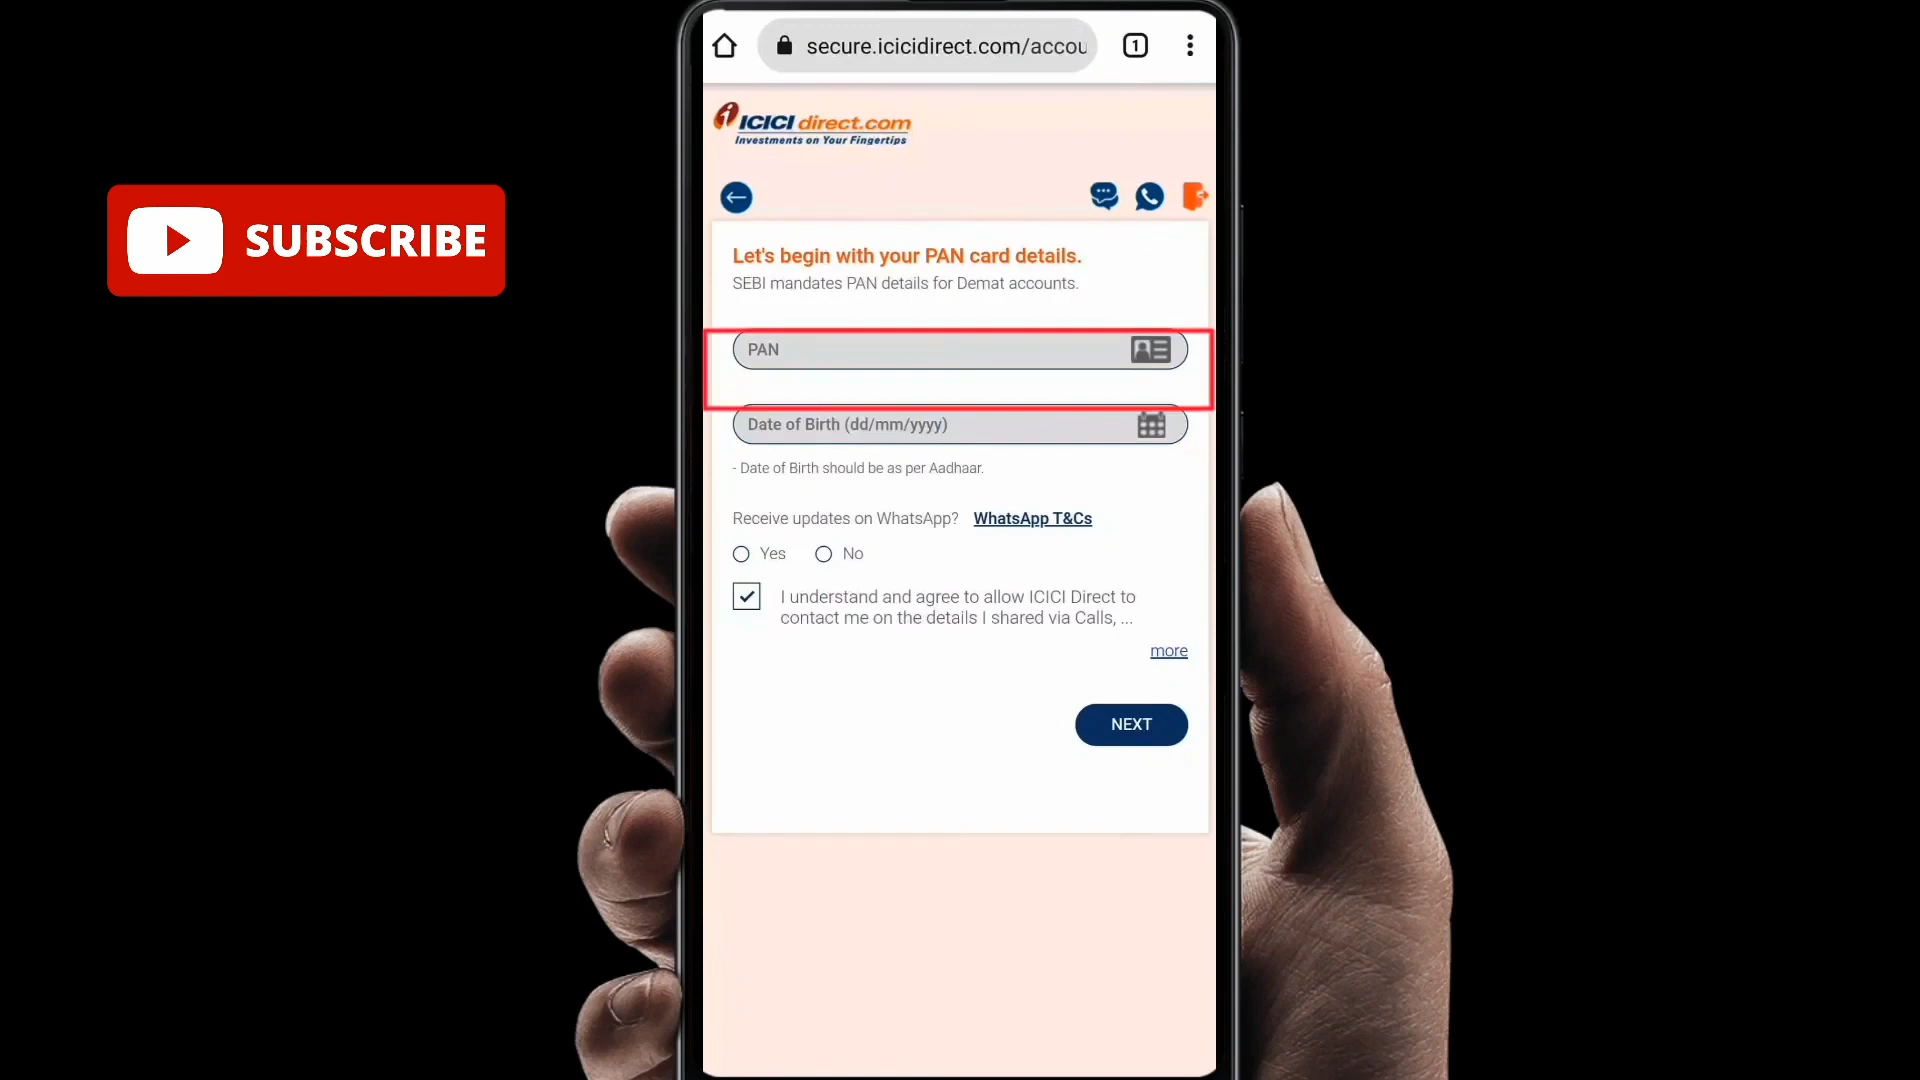 secure.icicidirect.com/accou
1
ICICI direct.com
Investments on Your Fingertips
SUBSCRIBE
Let's begin with your PAN card details.
SEBI mandates PAN details for Demat accounts.
PAN
Date of Birth (dd/mm/yyyy)
- Date of Birth should be as per Aadhaar.
Receive updates on WhatsApp? WhatsApp T&Cs
Yes No
I understand and agree to allow ICICI Direct to
contact me on the details I shared via Calls, ...
more
NEXT